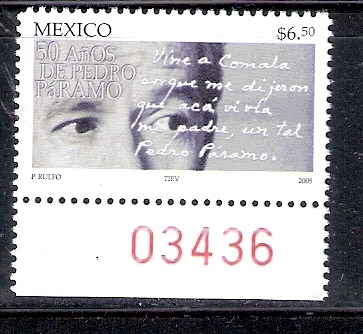 MEXICO $6.50
50 AñOS
DE PEDRO
PáRAMO
Vine a Comala
porque me dijeron
que acá vivía
mi padre, un tal
Pedro Páramo.
P. RULFO TIEV 2005
03436